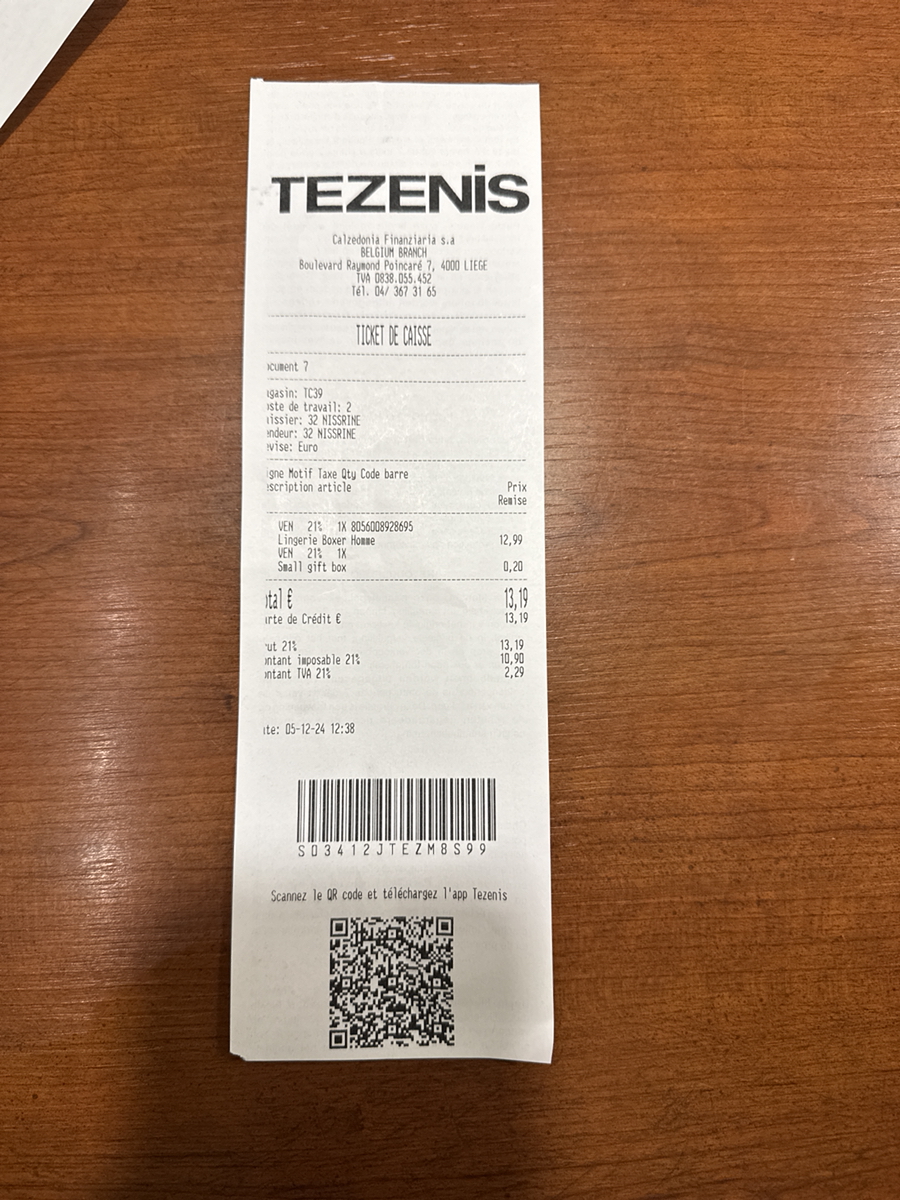 TEZENIS
Calzedonia Finanziaria s.a
BELGIUM BRANCH
Boulevard Raymond Poincaré 7, 4000 LIEGE
TVA 0838.055.452
Tél. 04/ 367 31 65
TICKET DE CAISSE
ocument 7
agasin: TC39
oste de travail: 2
aissier: 32 NISSRINE
endeur: 32 NISSRINE
evise: Euro
igne Motif Taxe Qty Code barre
escription article Prix
Remise
VEN 21% 1X 8056008928695
Lingerie Boxer Homme 12,99
VEN 21% 1X
Small gift box 0,20
otal € 13,19
arte de Crédit € 13,19
rut 21% 13,19
ontant imposable 21% 10,90
ontant TVA 21% 2,29
ate: 05-12-24 12:38
S03412JTEZM8S99
Scannez le QR code et téléchargez l'app Tezenis